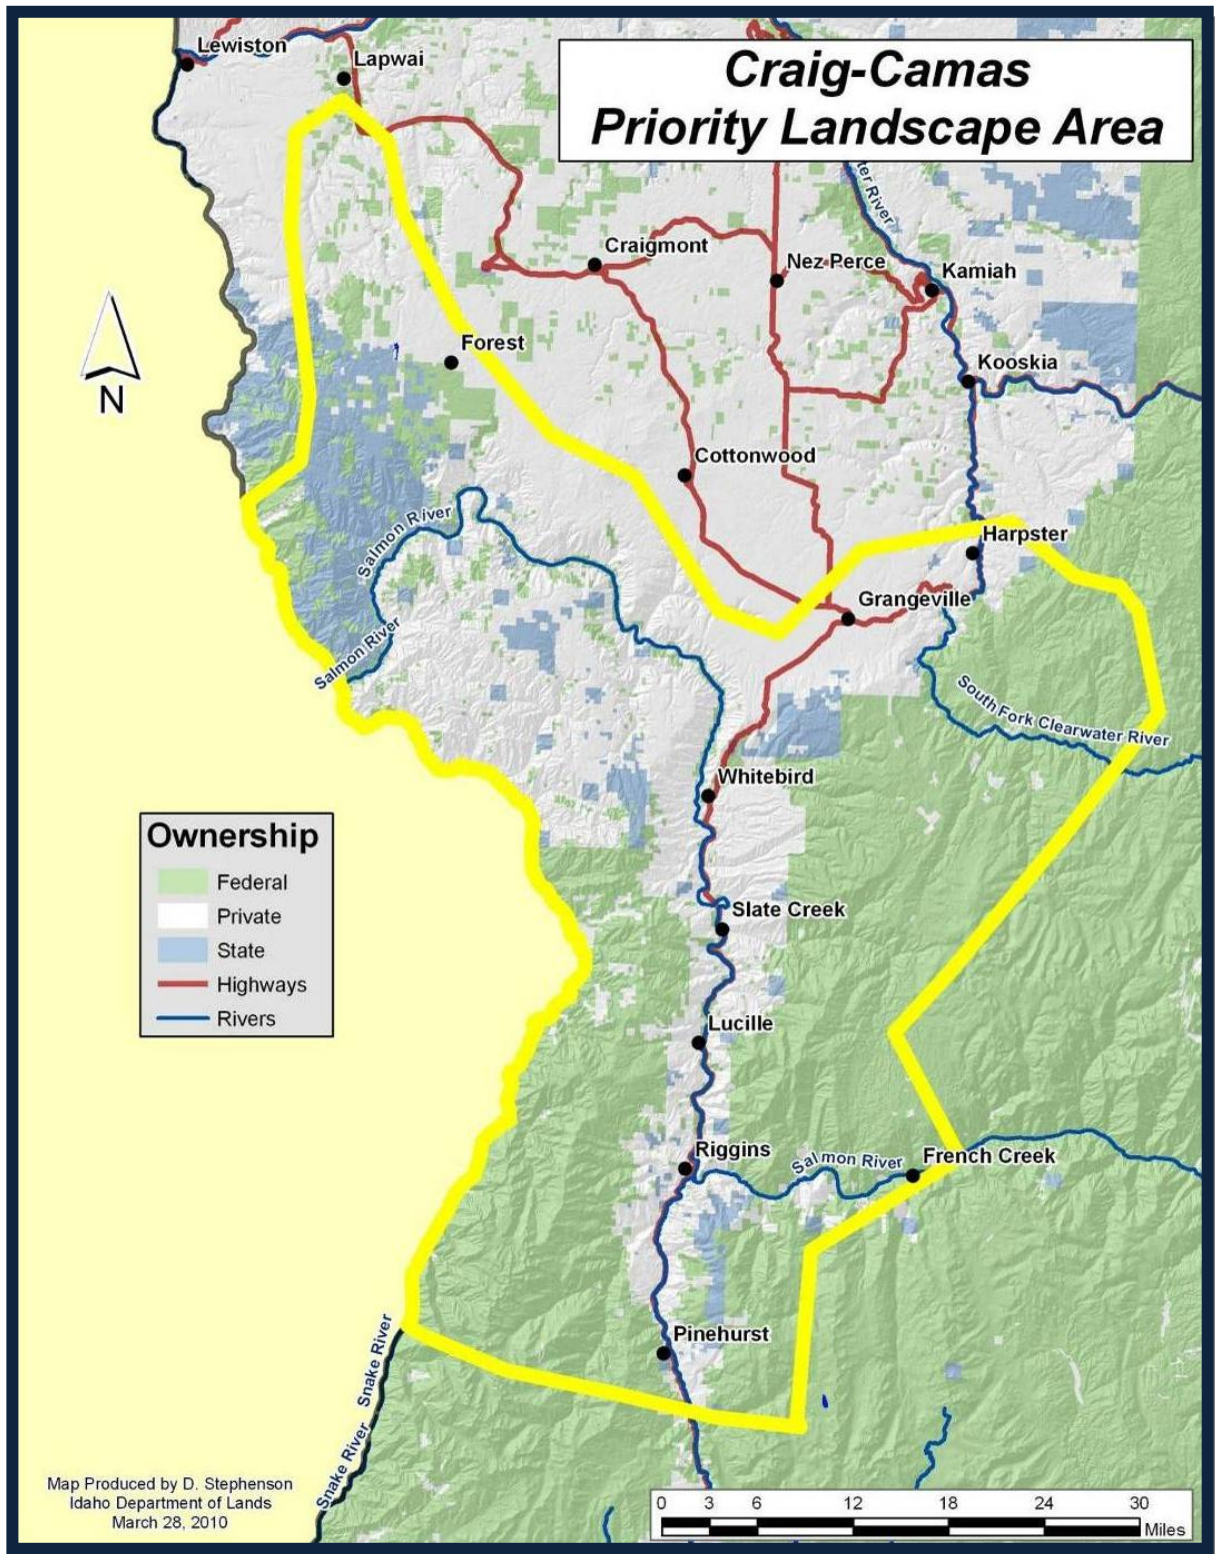 Craig-Camas
Priority Landscape Area
Lewiston
Lapwai
ter River
Craigmont
Nez Perce
Kamiah
Forest
Kooskia
N
Cottonwood
Salmon River
Harpster
Grangeville
Salmon River
South Fork Clearwater River
Whitebird
Ownership
Federal
Private
State
Highways
Rivers
Slate Creek
Lucille
Riggins
Salmon River
French Creek
Pinehurst
Snake River
Snake River
Map Produced by D. Stephenson
Idaho Department of Lands
March 28, 2010
0 3 6 12 18 24 30
Miles